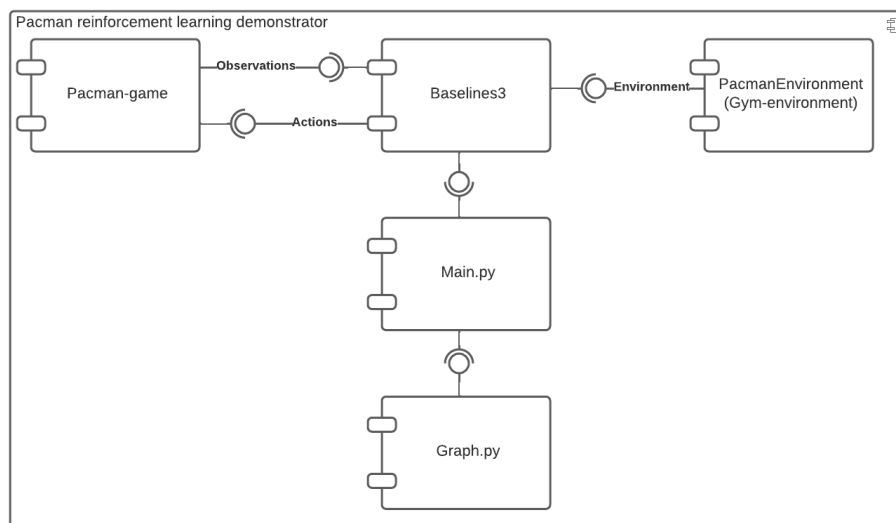 Pacman reinforcement learning demonstrator
Pacman-game
Observations
Actions
Baselines3
Environment
PacmanEnvironment
(Gym-environment)
Main.py
Graph.py